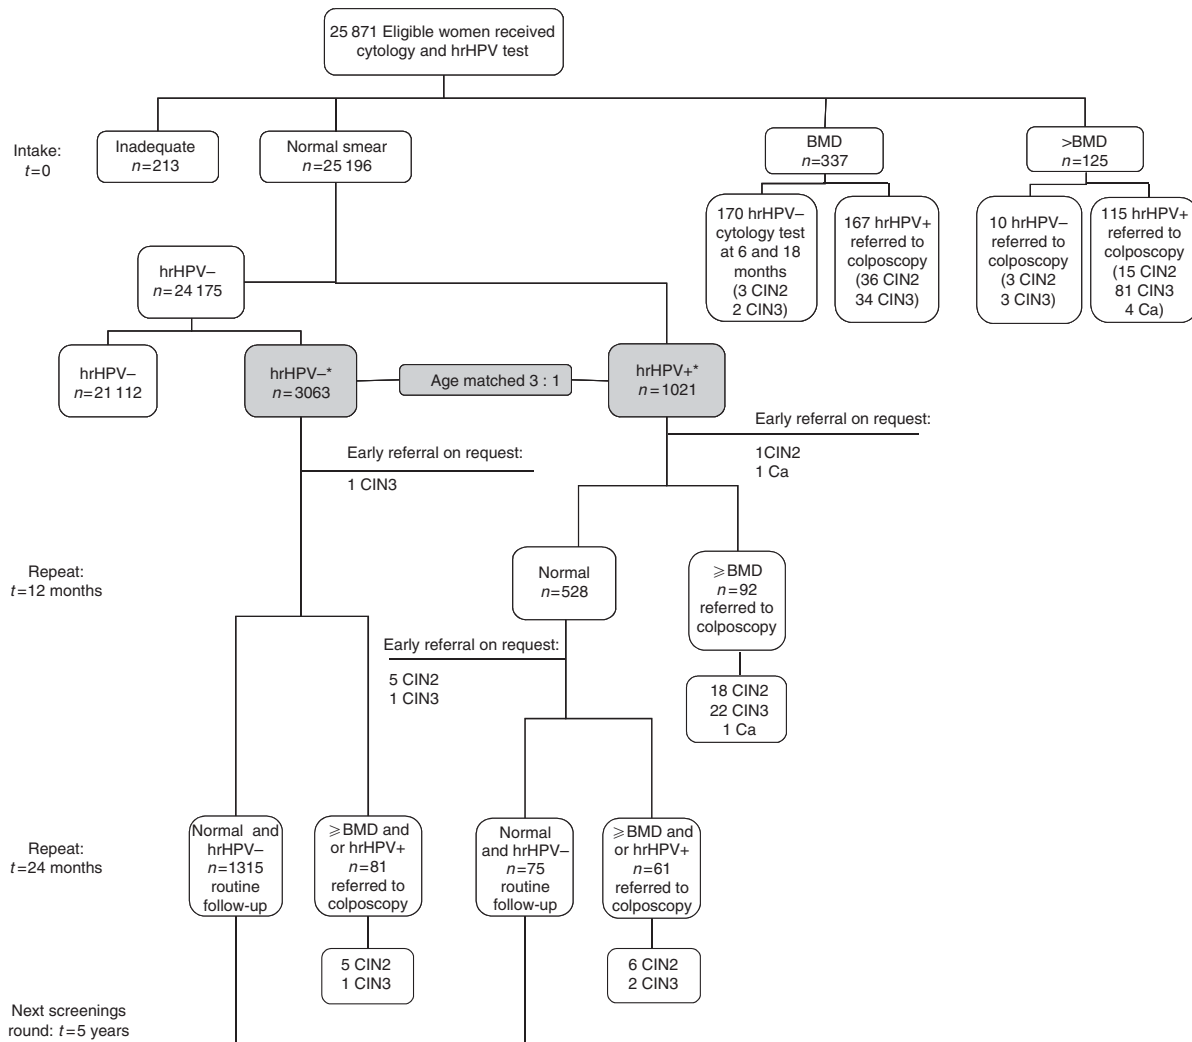 25 871 Eligible women received
cytology and hrHPV test
Intake:
t=0
Inadequate
n=213
Normal smear
n=25 196
BMD
n=337
>BMD
n=125
170 hrHPV–
cytology test
at 6 and 18
months
(3 CIN2
2 CIN3)
167 hrHPV+
referred to
colposcopy
(36 CIN2
34 CIN3)
10 hrHPV–
referred to
colposcopy
(3 CIN2
3 CIN3)
115 hrHPV+
referred to
colposcopy
(15 CIN2
81 CIN3
4 Ca)
hrHPV–
n=24 175
hrHPV–
n=21 112
hrHPV–*
n=3063
Age matched 3 : 1
hrHPV+*
n=1021
Early referral on request:
1 CIN3
Early referral on request:
1CIN2
1 Ca
Repeat:
t=12 months
Normal
n=528
⩾BMD
n=92
referred to
colposcopy
Early referral on request:
5 CIN2
1 CIN3
18 CIN2
22 CIN3
1 Ca
Repeat:
t=24 months
Normal and
hrHPV–
n=1315
routine
follow-up
⩾BMD and
or hrHPV+
n=81
referred to
colposcopy
Normal
and hrHPV–
n=75
routine
follow-up
⩾BMD and
or hrHPV+
n=61
referred to
colposcopy
5 CIN2
1 CIN3
6 CIN2
2 CIN3
Next screenings
round: t=5 years